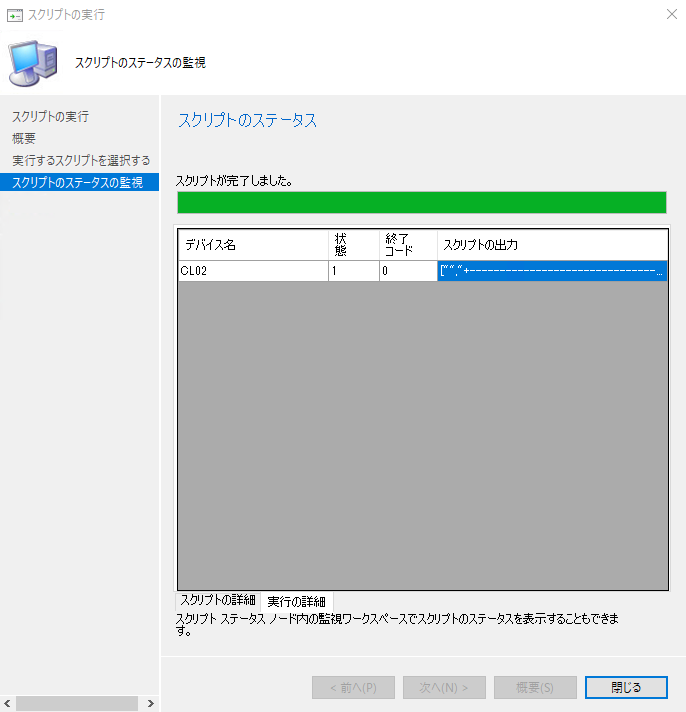 スクリプトの実行
スクリプトのステータスの監視
スクリプトの実行
概要
実行するスクリプトを選択する
スクリプトのステータスの監視
スクリプトのステータス
スクリプトが完了しました。
デバイス名 状態 終了コード スクリプトの出力
CL02 1 0 ["","+-------------------------------...
スクリプトの詳細 実行の詳細
スクリプト ステータス ノード内の監視ワークスペースでスクリプトのステータスを表示することもできま
す。
< 前へ(P) 次へ(N) > 概要(S) 閉じる